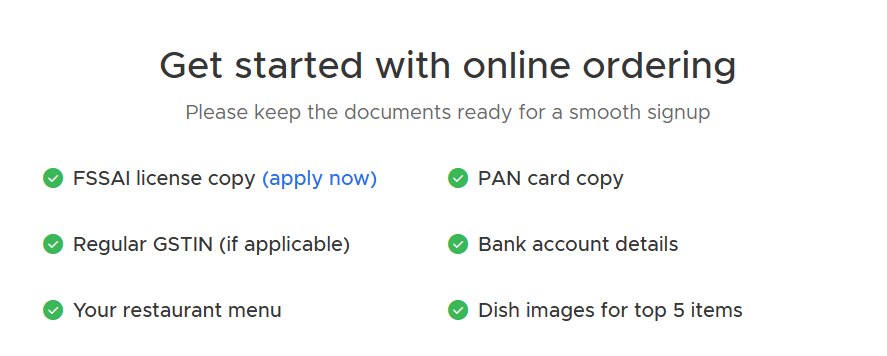 Get started with online ordering
Please keep the documents ready for a smooth signup
FSSAI license copy (apply now)
PAN card copy
Regular GSTIN (if applicable)
Bank account details
Your restaurant menu
Dish images for top 5 items